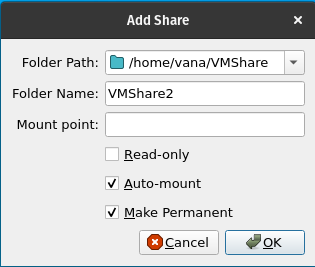 Add Share
Folder Path: /home/vana/VMShare
Folder Name: VMShare2
Mount point:
Read-only
Auto-mount
Make Permanent
Cancel OK